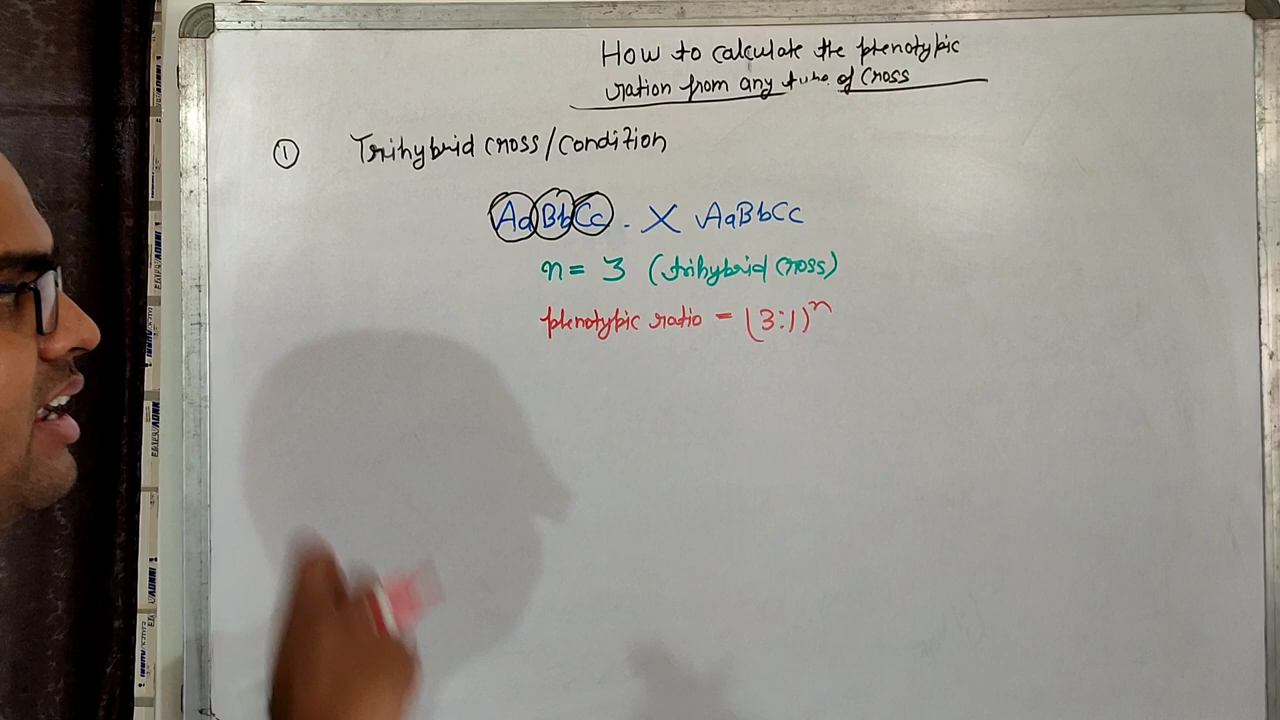 How to calculate the phenotypic
ration from any of Cross
① Trihybrid cross/condition
AaBbCc . X AaBbCc
n = 3 (trihybrid cross)
phenotypic ratio = (3:1)ⁿ